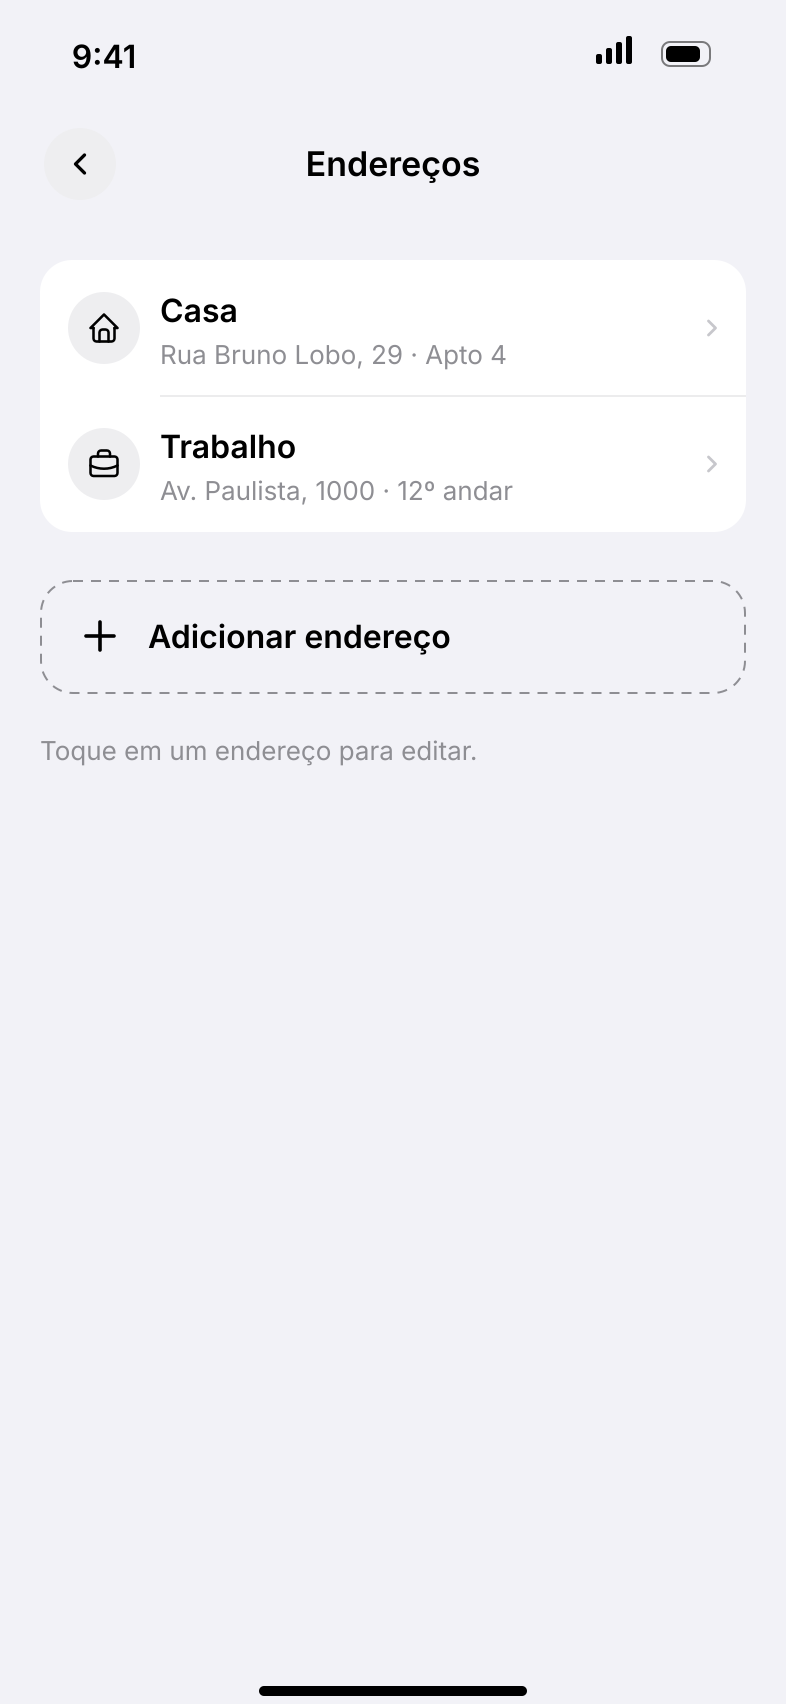 9:41
Endereços
Casa
Rua Bruno Lobo, 29 · Apto 4
Trabalho
Av. Paulista, 1000 · 12º andar
Adicionar endereço
Toque em um endereço para editar.